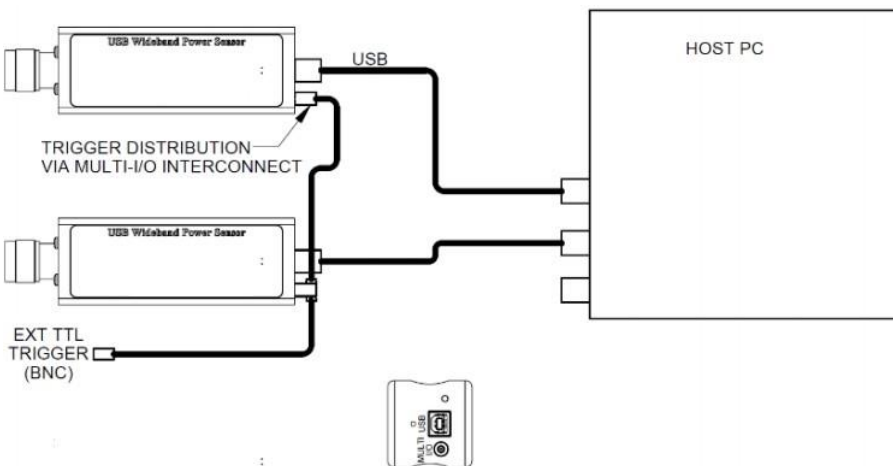 USB Wideband Power Sensor
USB
HOST PC
TRIGGER DISTRIBUTION
VIA MULTI-I/O INTERCONNECT
USB Wideband Power Sensor
EXT TTL
TRIGGER
(BNC)
MULTI USB
I/O